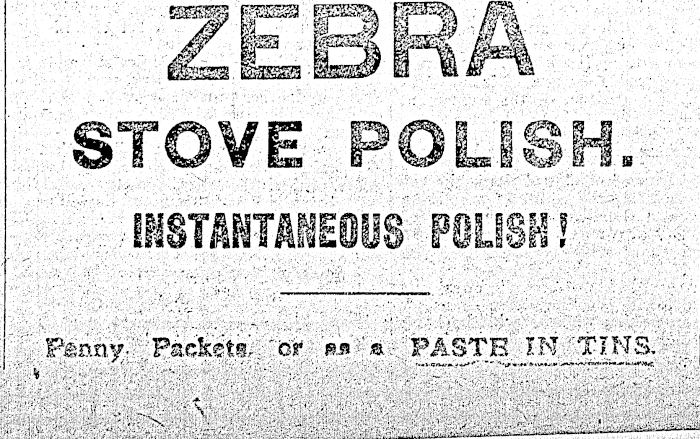 ZEBRA
STOVE POLISH.
INSTANTANEOUS POLISH!
Penny Packets, or as a PASTE IN TINS.